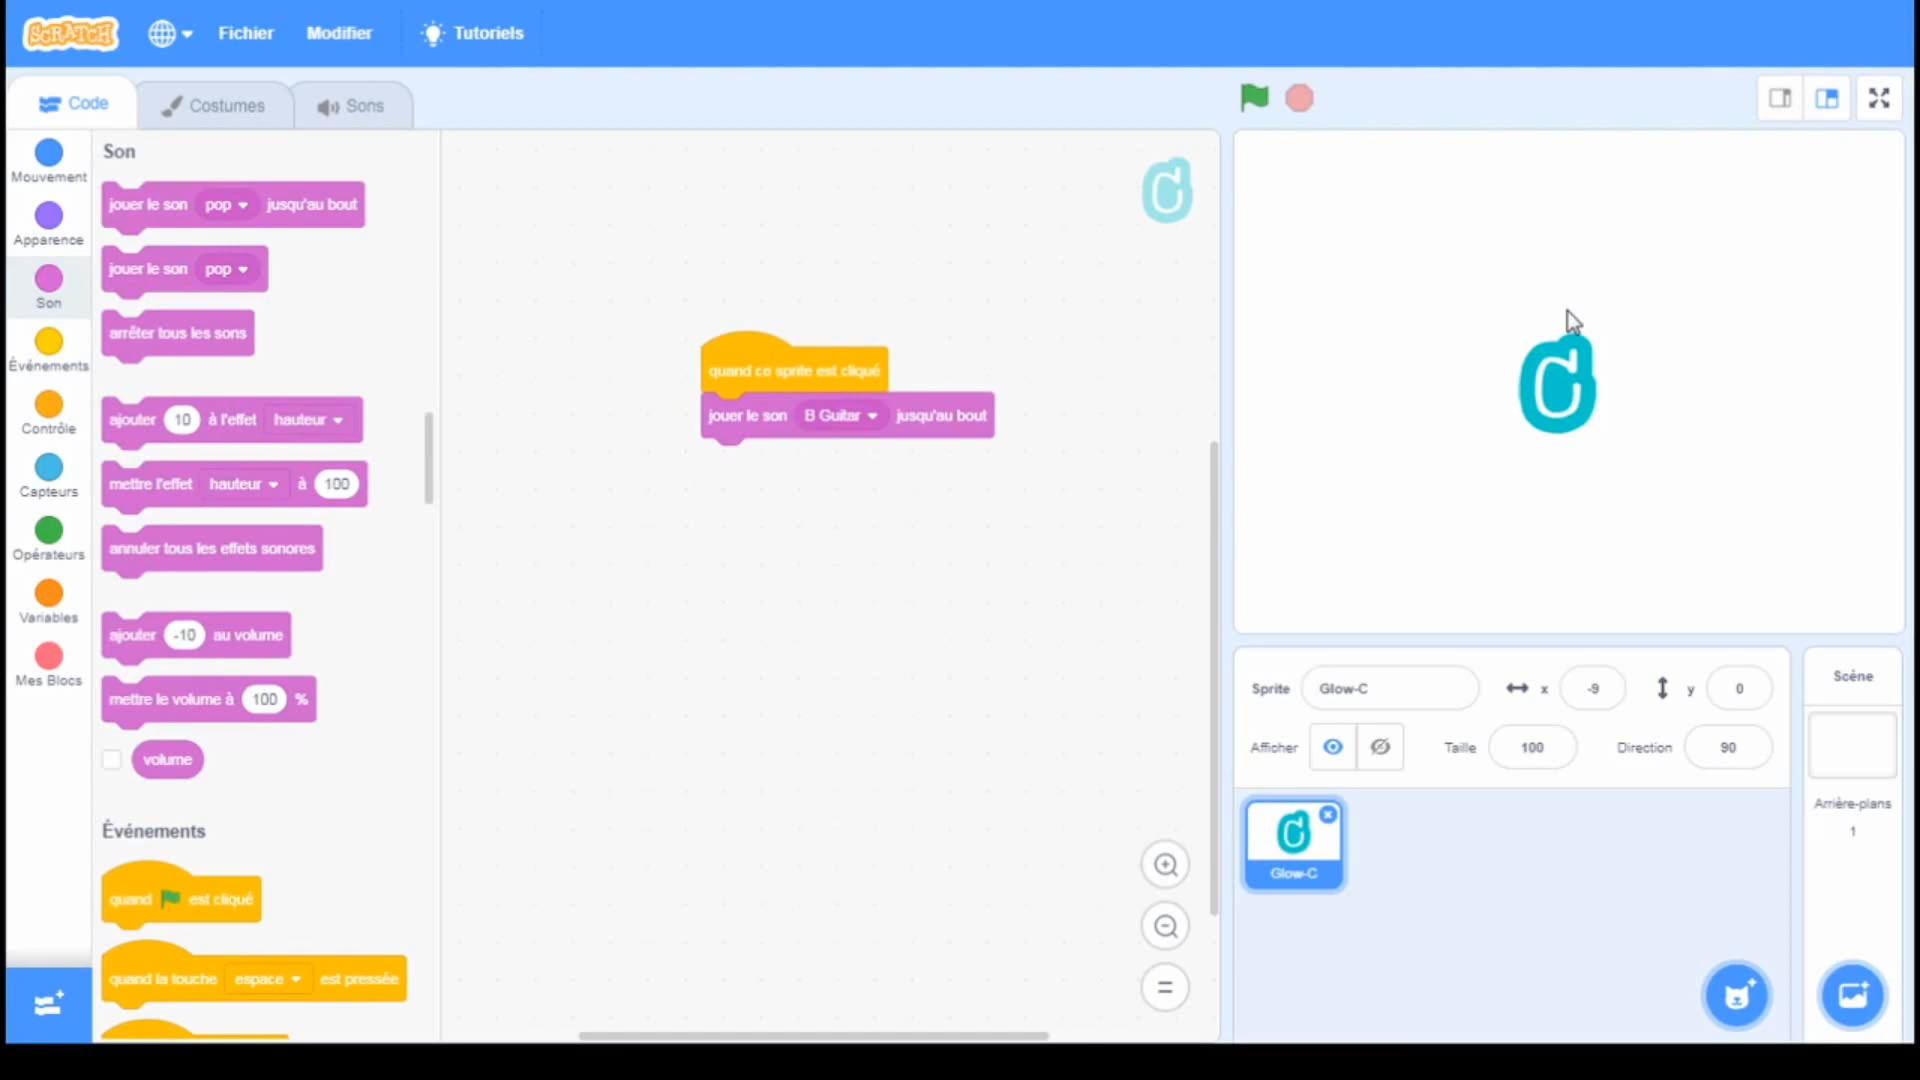 SCRATCH
Fichier
Modifier
Tutoriels
Code
Costumes
Sons
Mouvement
Apparence
Son
Événements
Contrôle
Capteurs
Opérateurs
Variables
Mes Blocs
Son
jouer le son pop jusqu'au bout
jouer le son pop
arrêter tous les sons
ajouter 10 à l'effet hauteur
mettre l'effet hauteur à 100
annuler tous les effets sonores
ajouter -10 au volume
mettre le volume à 100 %
volume
Événements
quand est cliqué
quand la touche espace est pressée
quand ce sprite est cliqué
jouer le son B Guitar jusqu'au bout
C
C
Sprite Glow-C x -9 y 0
Afficher Taille 100 Direction 90
C
Glow-C
Scène
Arrière-plans
1